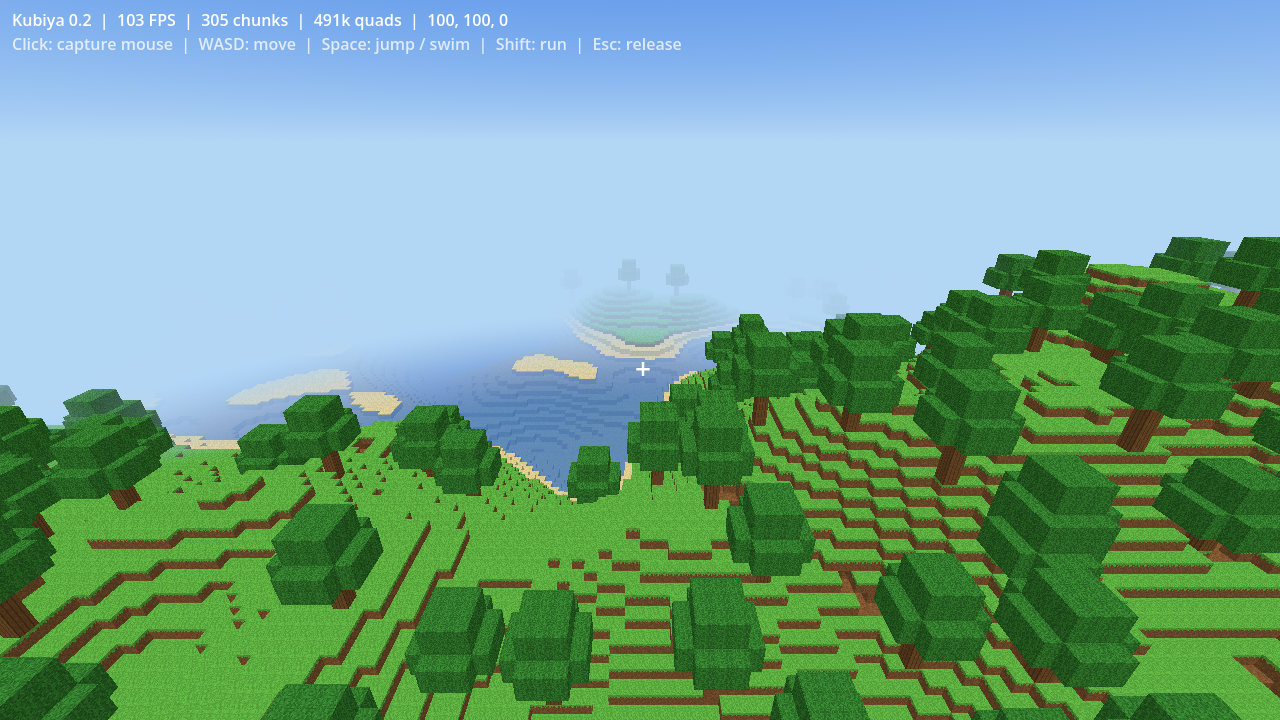 Kubiya 0.2 | 103 FPS | 305 chunks | 491k quads | 100, 100, 0
Click: capture mouse | WASD: move | Space: jump / swim | Shift: run | Esc: release